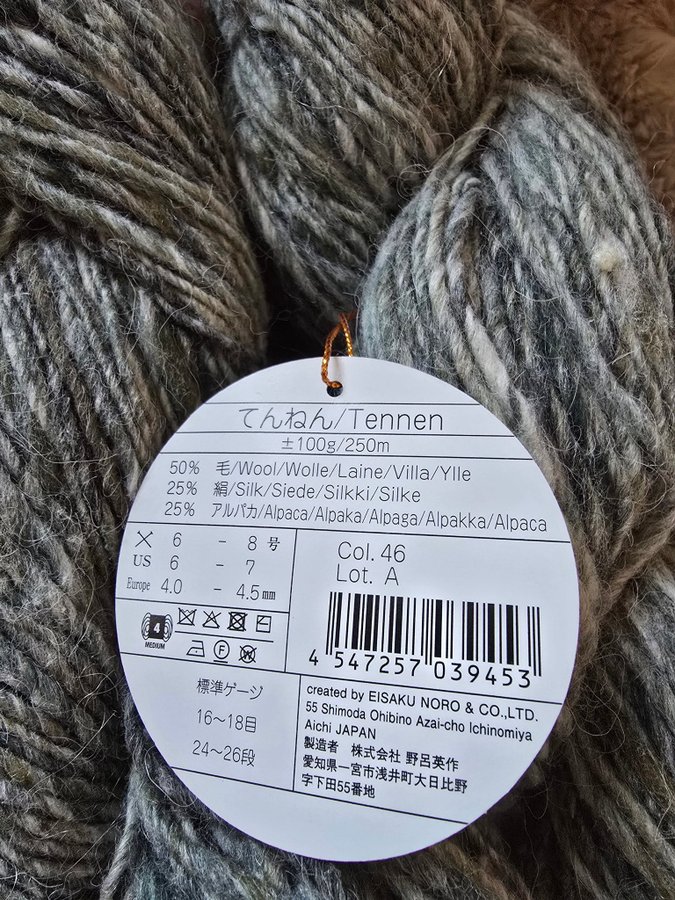 てんねん/Tennen
±100g/250m
50% 毛/Wool/Wolle/Laine/Villa/Ylle
25% 絹/Silk/Siede/Silkki/Silke
25% アルパカ/Alpaca/Alpaka/Alpaga/Alpakka/Alpaca
6 - 8 号
US 6 - 7
Europe 4.0 - 4.5mm
4
MEDIUM
F
W
Col. 46
Lot. A
4 547257 039453
標準ゲージ
16〜18目
24〜26段
created by EISAKU NORO & CO.,LTD.
55 Shimoda Ohibino Azai-cho Ichinomiya
Aichi JAPAN
製造者 株式会社 野呂英作
愛知県一宮市浅井町大日比野
字下田55番地